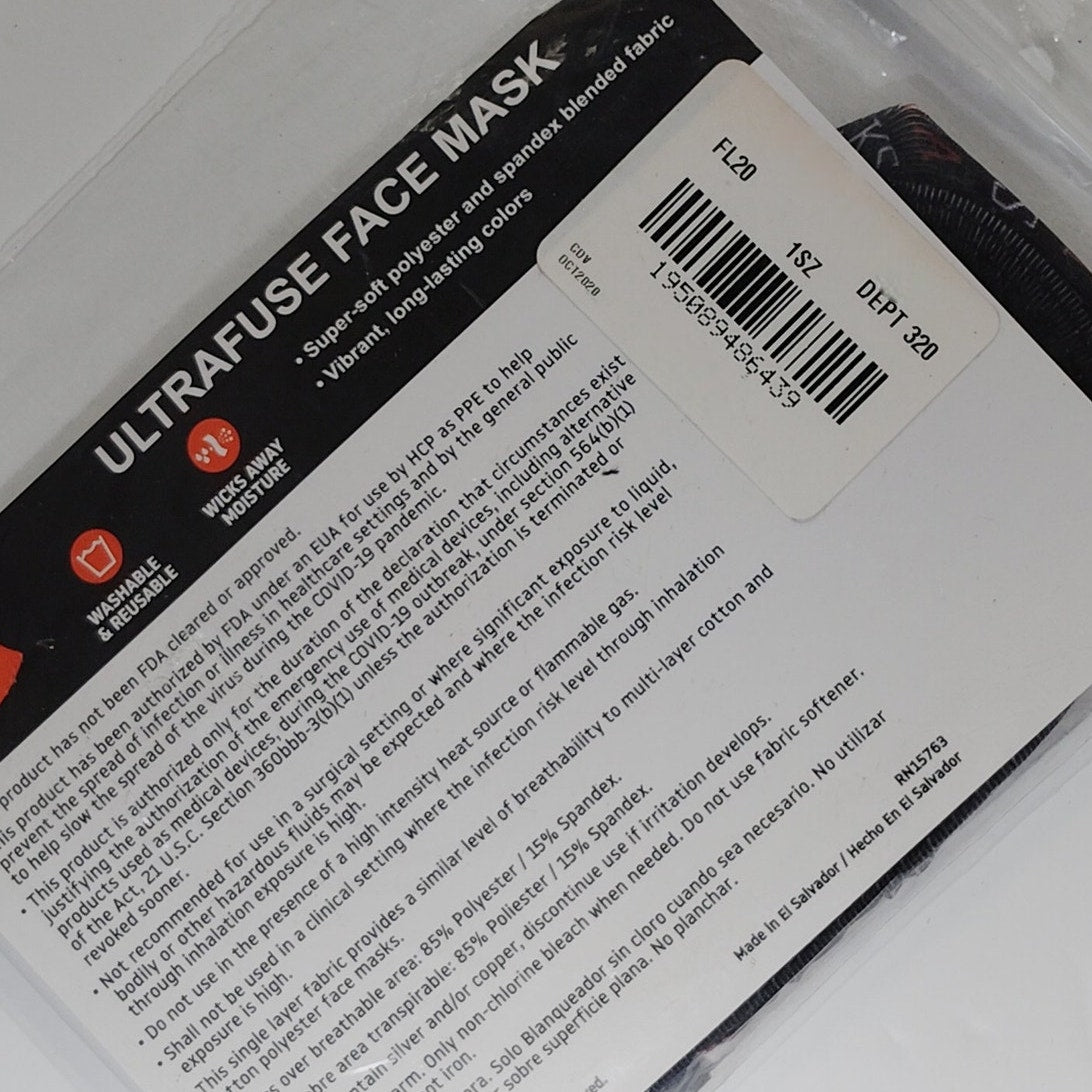 ULTRAFUSE FACE MASK
• Super-soft polyester and spandex blended fabric
• Vibrant, long-lasting colors
WASHABLE
& REUSABLE
WICKS AWAY
MOISTURE
FL20
1SZ
DEPT 320
COV
OCT2020
195089486439
product has not been FDA cleared or approved.
product has been authorized by FDA under an EUA for use by HCP as PPE to help
prevent the spread of infection or illness in healthcare settings and by the general public
to help slow the spread of the virus during the COVID-19 pandemic.
• This product is authorized only for the duration of the declaration that circumstances exist
justifying the authorization of the emergency use of medical devices, including alternative
products used as medical devices, during the COVID-19 outbreak, under section 564(b)(1)
of the Act, 21 U.S.C. Section 360bbb-3(b)(1) unless the authorization is terminated or
revoked sooner.
• Not recommended for use in a surgical setting or where significant exposure to liquid,
bodily or other hazardous fluids may be expected and where the infection risk level
through inhalation exposure is high.
• Do not use in the presence of a high intensity heat source or flammable gas.
• Shall not be used in a clinical setting where the infection risk level through inhalation
exposure is high.
This single layer fabric provides a similar level of breathability to multi-layer cotton and
polyester face masks.
over breathable area: 85% Polyester / 15% Spandex.
area transpirable: 85% Poliester / 15% Spandex.
silver and/or copper, discontinue use if irritation develops.
Only non-chlorine bleach when needed. Do not use fabric softener.
iron.
Solo Blanqueador sin cloro cuando sea necesario. No utilizar
sobre superficie plana. No planchar.
RN15763
Made In El Salvador / Hecho En El Salvador